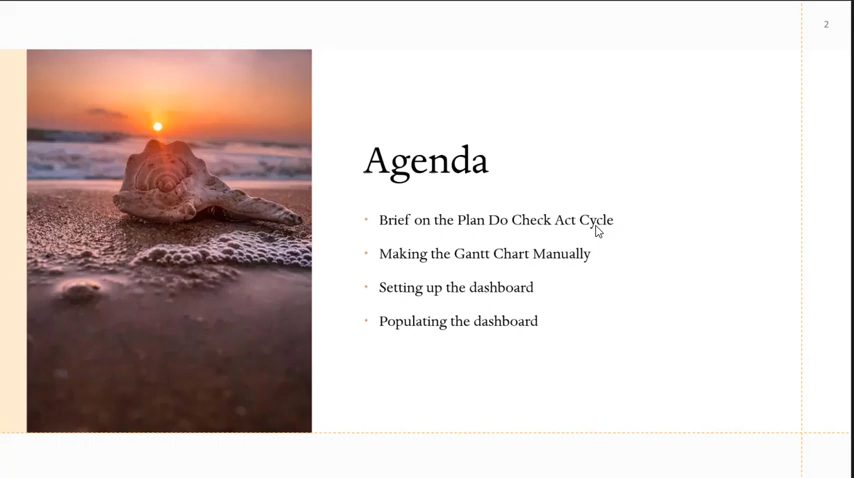 2
Agenda
• Brief on the Plan Do Check Act Cycle
• Making the Gantt Chart Manually
• Setting up the dashboard
• Populating the dashboard